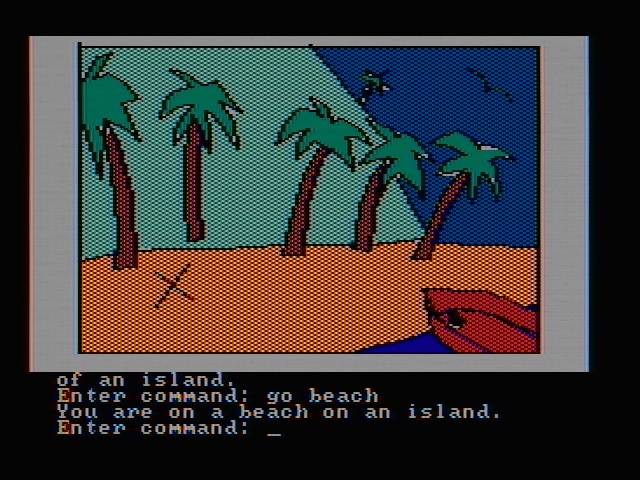 of an island.
Enter command: go beach
You are on a beach on an island.
Enter command: _